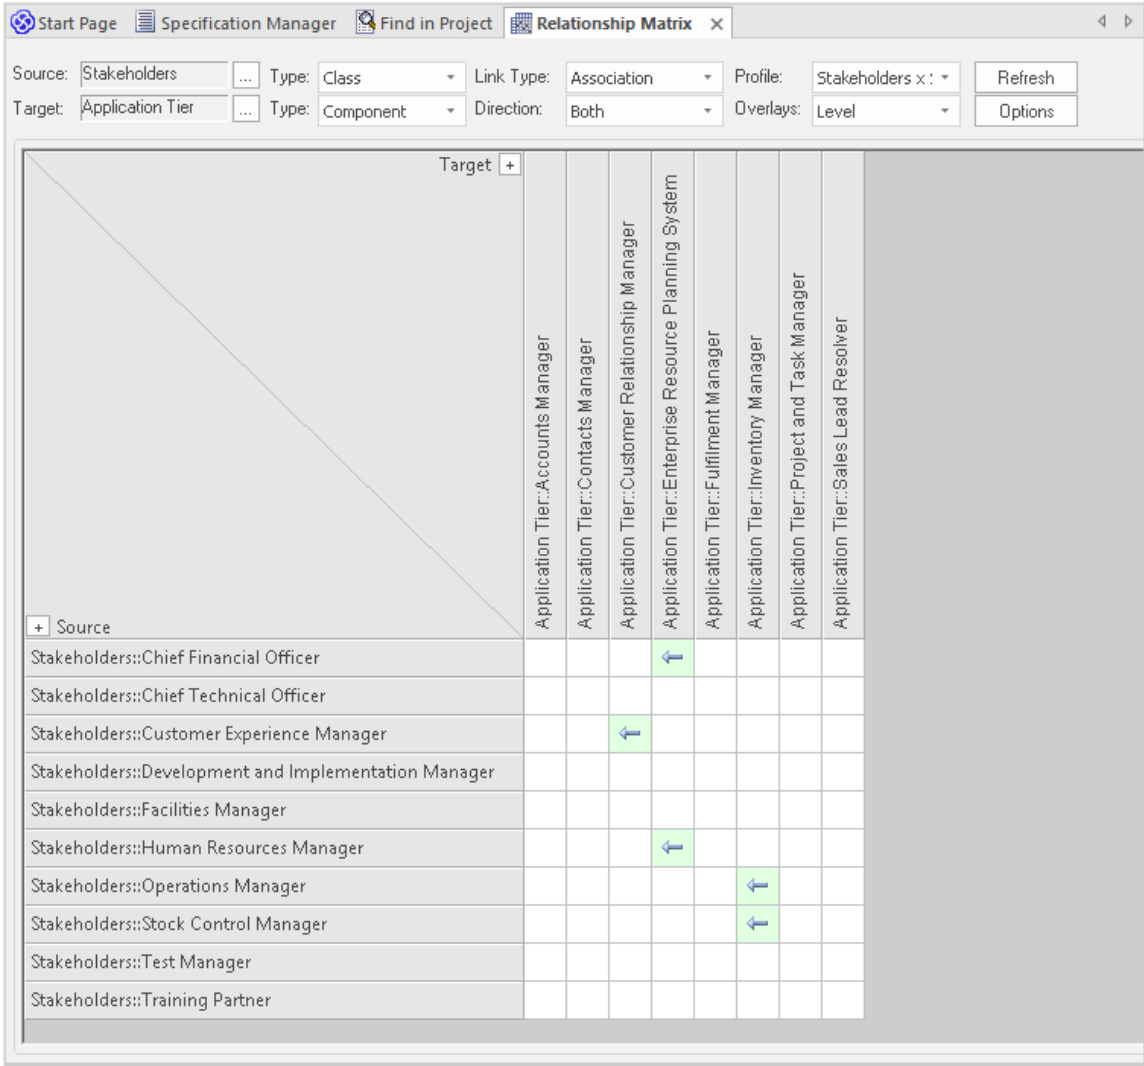 Start Page Specification Manager Find in Project Relationship Matrix
Source: Stakeholders ... Type: Class Link Type: Association Profile: Stakeholders x Refresh
Target: Application Tier ... Type: Component Direction: Both Overlays: Level Options
Target +
Application Tier::Accounts Manager
Application Tier::Contacts Manager
Application Tier::Customer Relationship Manager
Application Tier::Enterprise Resource Planning System
Application Tier::Fulfilment Manager
Application Tier::Inventory Manager
Application Tier::Project and Task Manager
Application Tier::Sales Lead Resolver
+ Source
Stakeholders::Chief Financial Officer
Stakeholders::Chief Technical Officer
Stakeholders::Customer Experience Manager
Stakeholders::Development and Implementation Manager
Stakeholders::Facilities Manager
Stakeholders::Human Resources Manager
Stakeholders::Operations Manager
Stakeholders::Stock Control Manager
Stakeholders::Test Manager
Stakeholders::Training Partner